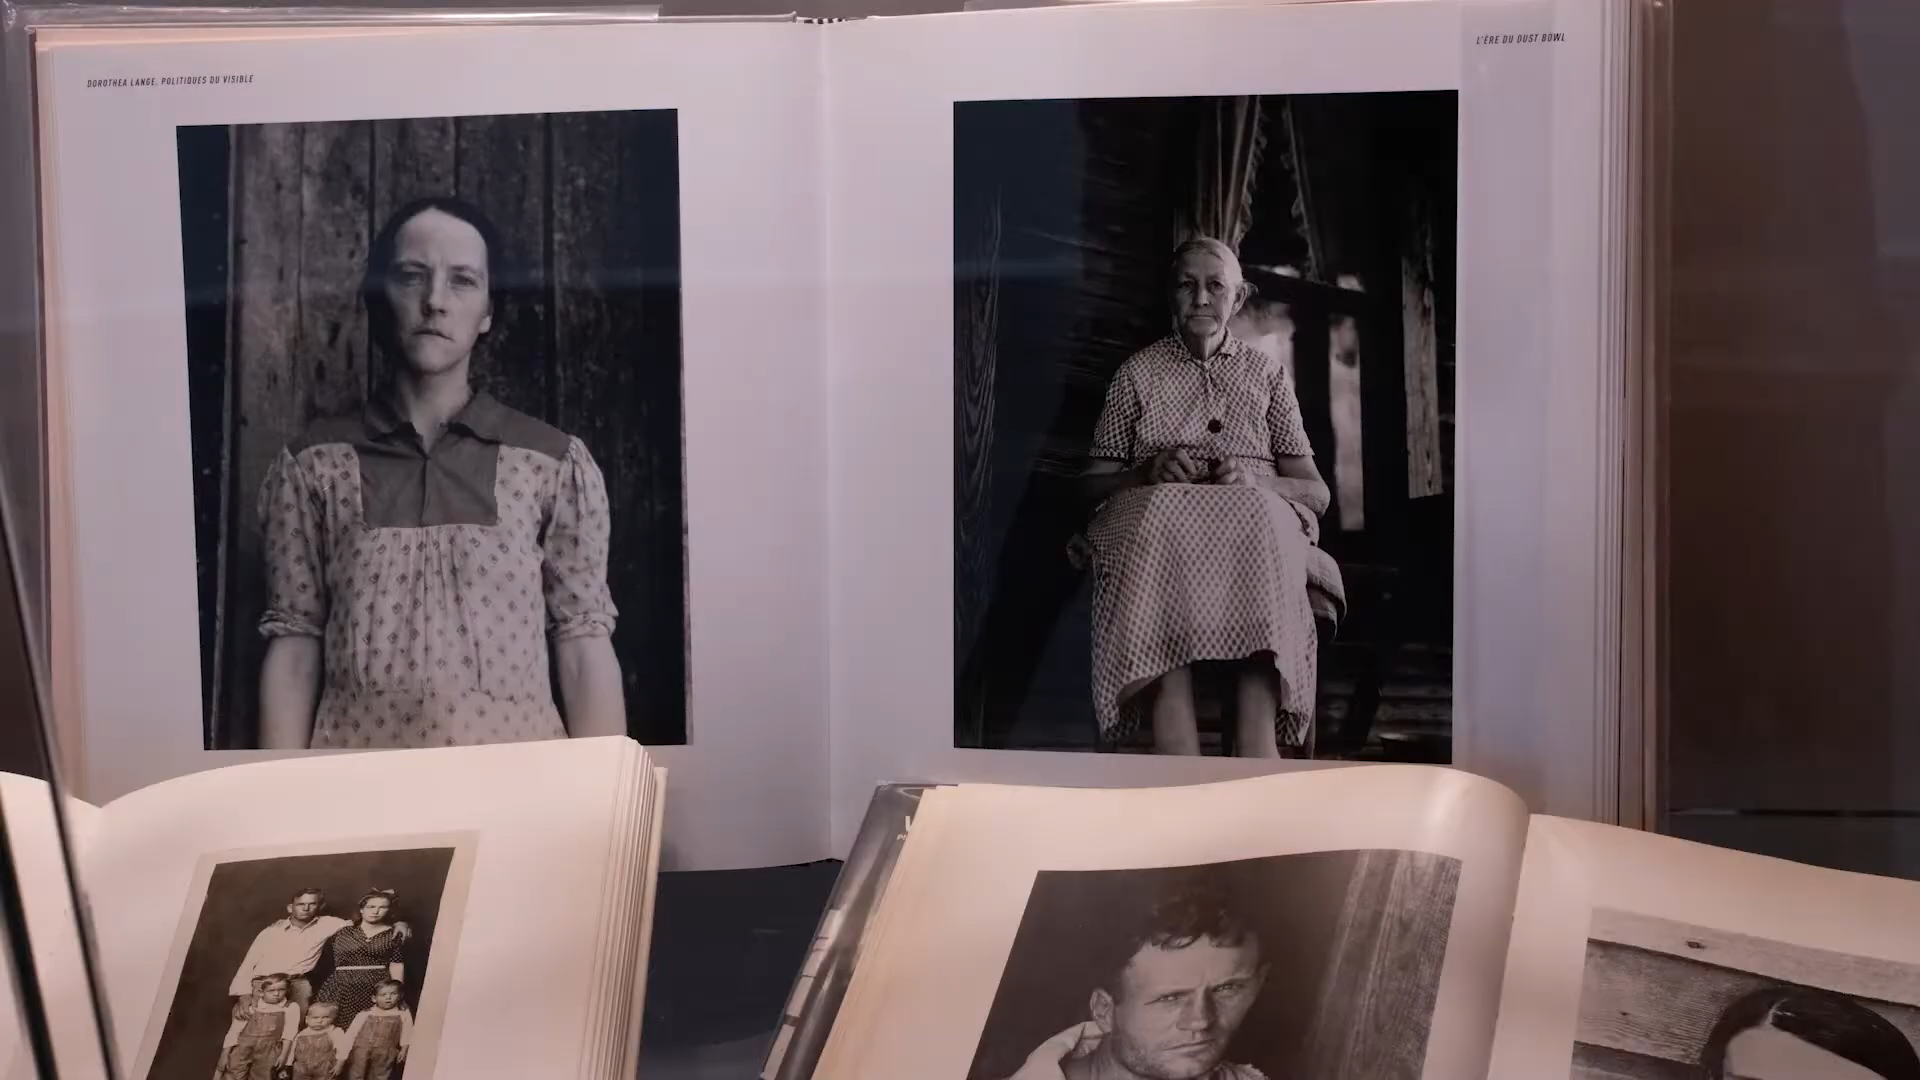 DOROTHEA LANGE, POLITIQUES DU VISIBLE
L'ÈRE DU DUST BOWL